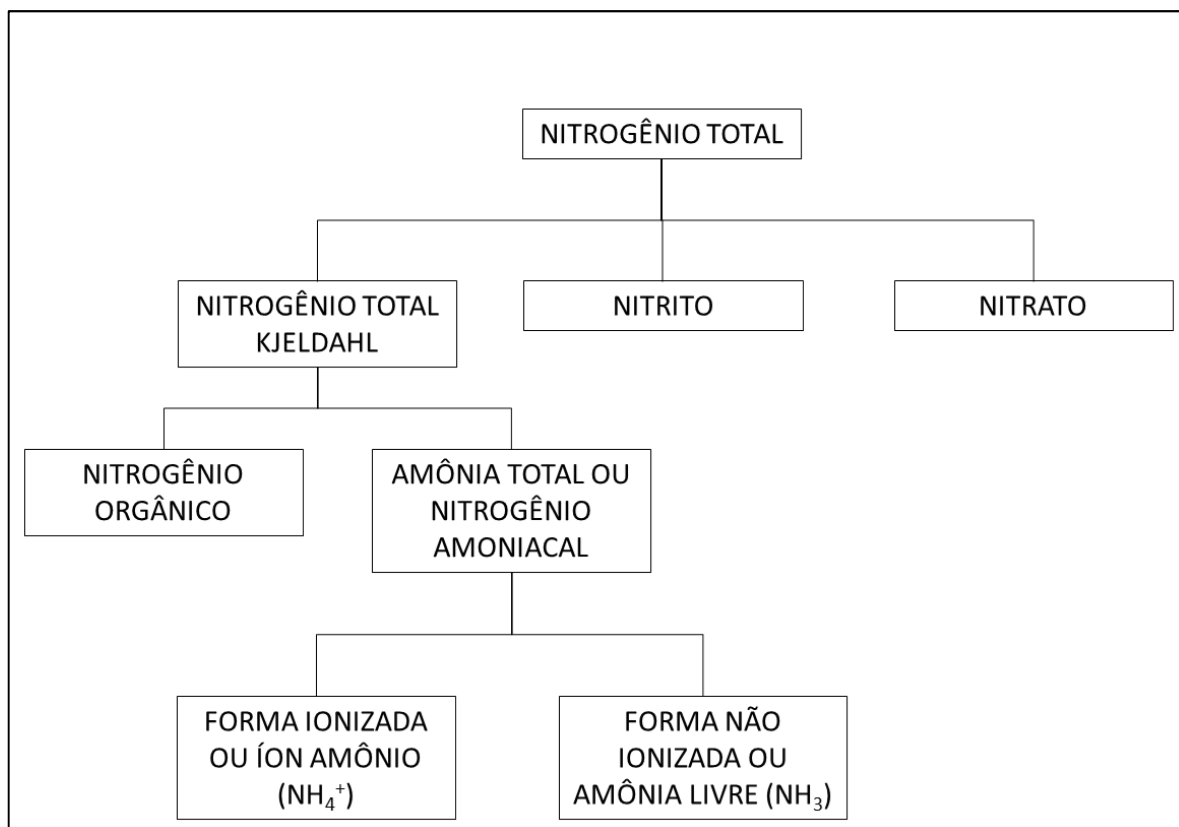 NITROGÊNIO TOTAL
NITROGÊNIO TOTAL
KJELDAHL
NITRITO
NITRATO
NITROGÊNIO
ORGÂNICO
AMÔNIA TOTAL OU
NITROGÊNIO
AMONIACAL
FORMA IONIZADA
OU ÍON AMÔNIO
(NH₄⁺)
FORMA NÃO
IONIZADA OU
AMÔNIA LIVRE (NH₃)